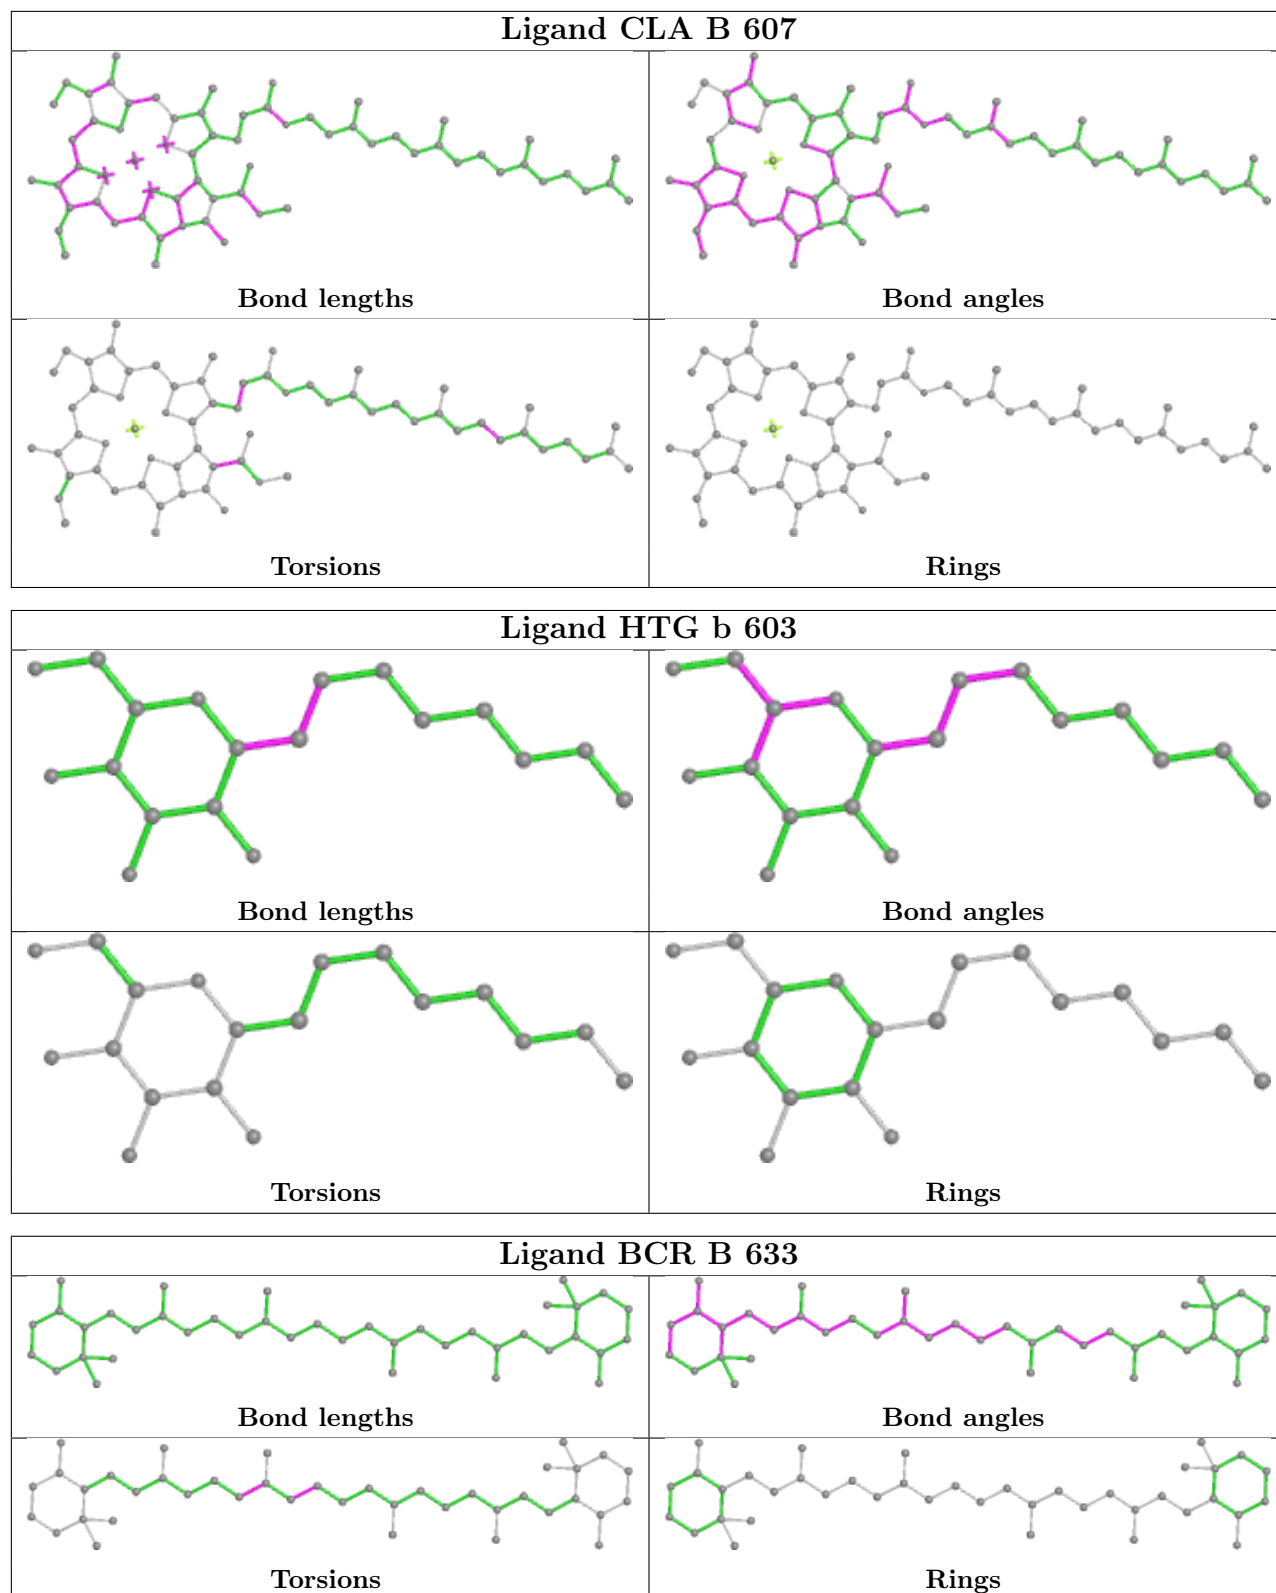 Ligand CLA B 607
Bond lengths
Bond angles
Torsions
Rings
Ligand HTG b 603
Bond lengths
Bond angles
Torsions
Rings
Ligand BCR B 633
Bond lengths
Bond angles
Torsions
Rings